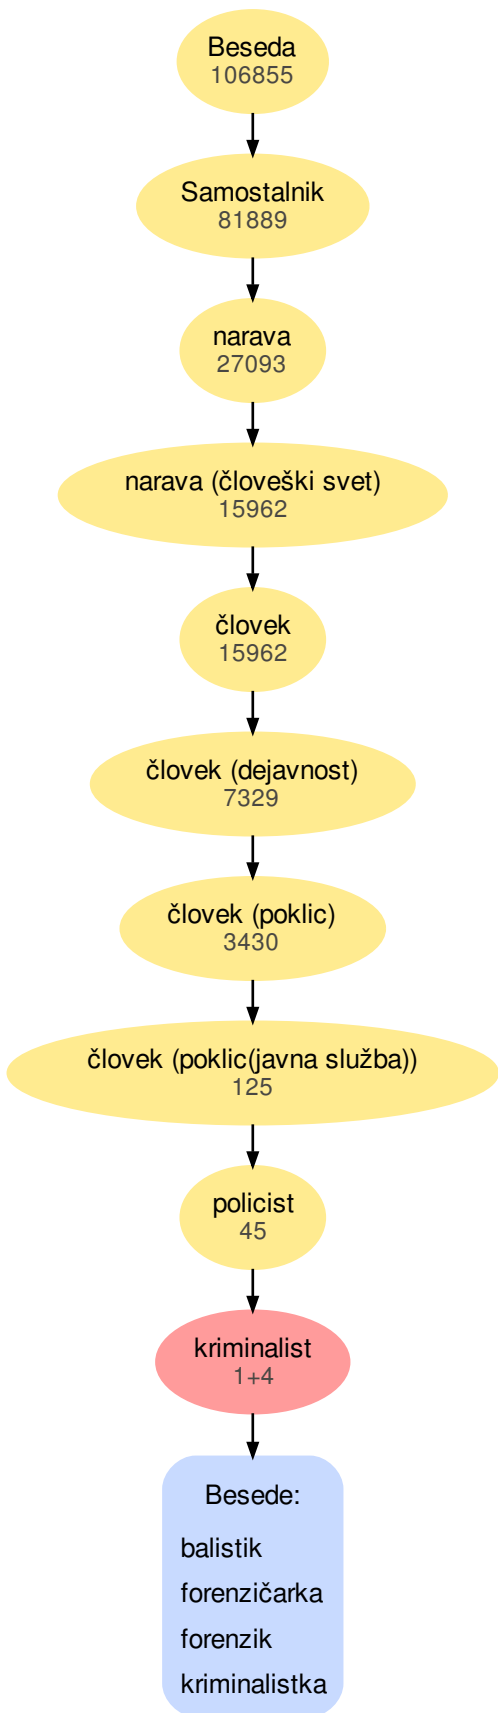 Beseda
106855
Samostalnik
81889
narava
27093
narava (človeški svet)
15962
človek
15962
človek (dejavnost)
7329
človek (poklic)
3430
človek (poklic(javna služba))
125
policist
45
kriminalist
1+4
Besede:
balistik
forenzičarka
forenzik
kriminalistka